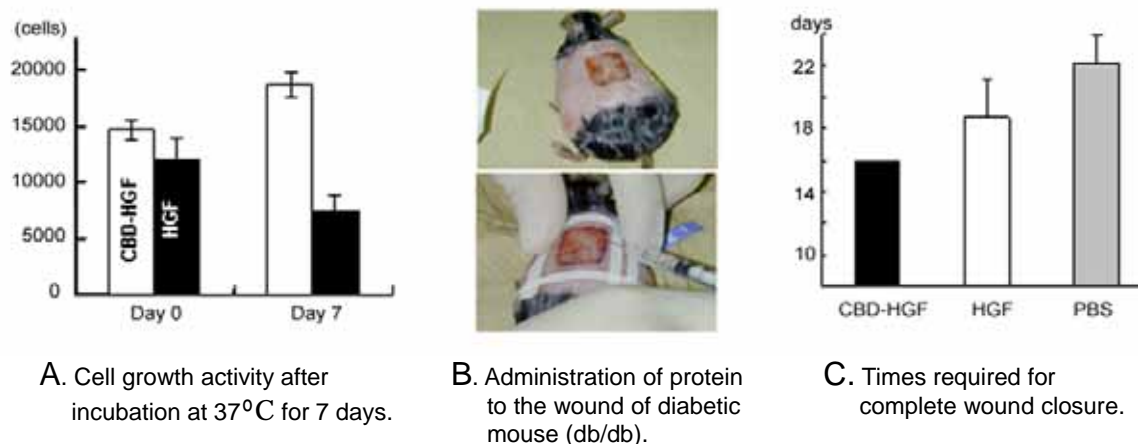 (cells)
20000
15000
10000
5000
0
CBD-HGF
HGF
Day 0
Day 7
days
22
18
14
10
CBD-HGF
HGF
PBS
A. Cell growth activity after
incubation at 37⁰C for 7 days.
B. Administration of protein
to the wound of diabetic
mouse (db/db).
C. Times required for
complete wound closure.